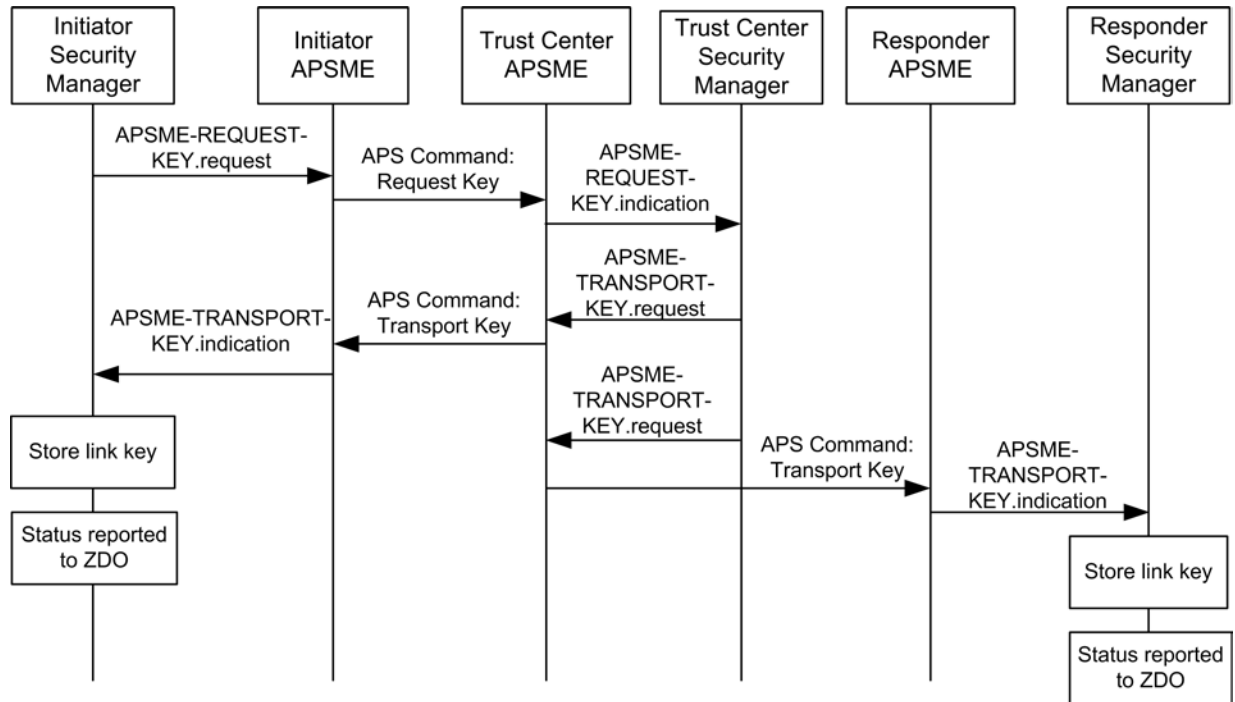 Initiator
Security
Manager
Initiator
APSME
Trust Center
APSME
Trust Center
Security
Manager
Responder
APSME
Responder
Security
Manager
APSME-REQUEST-
KEY.request
APS Command:
Request Key
APSME-
REQUEST-
KEY.indication
APSME-
TRANSPORT-
KEY.request
APS Command:
Transport Key
APSME-TRANSPORT-
KEY.indication
APSME-
TRANSPORT-
KEY.request
APS Command:
Transport Key
APSME-
TRANSPORT-
KEY.indication
Store link key
Status reported
to ZDO
Store link key
Status reported
to ZDO